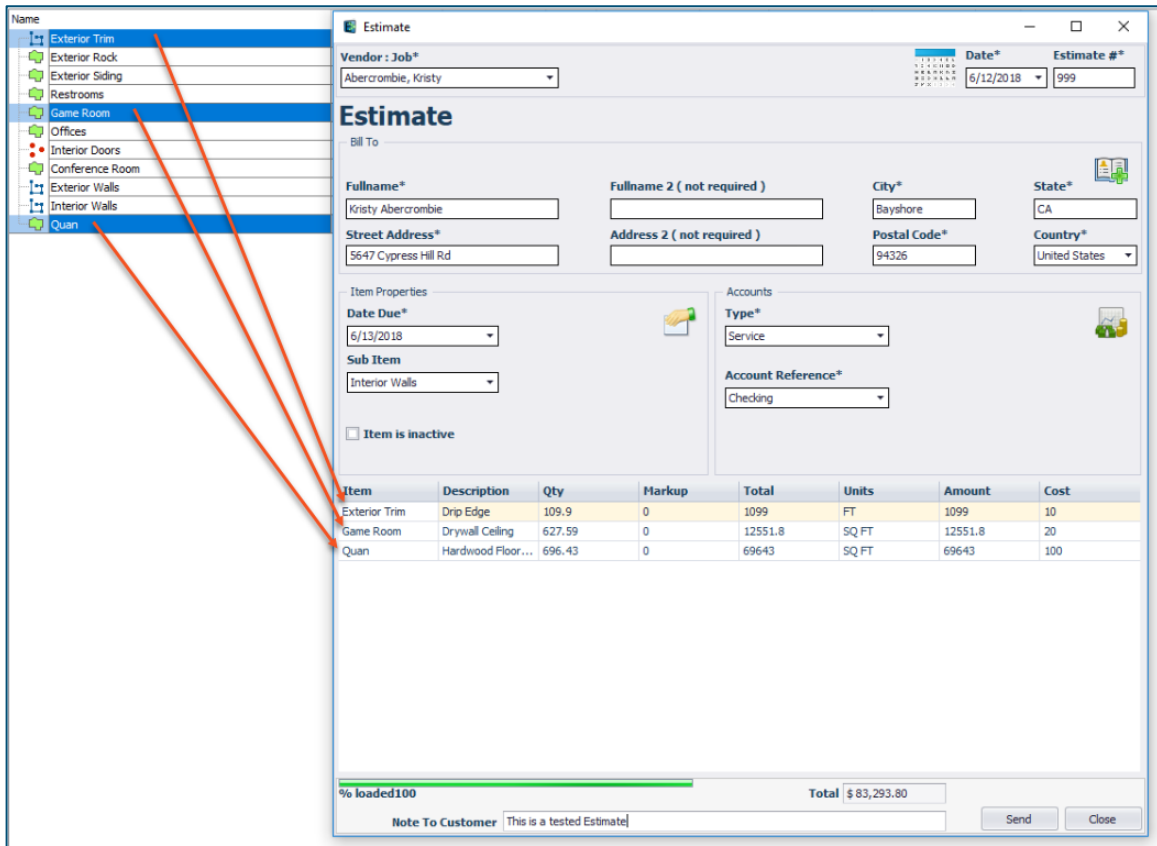 Name
Exterior Trim
Exterior Rock
Exterior Siding
Restrooms
Game Room
Offices
Interior Doors
Conference Room
Exterior Walls
Interior Walls
Quan
Estimate
Vendor : Job* Date* Estimate #*
Abercrombie, Kristy 6/12/2018 999
Estimate
Bill To
Fullname* Fullname 2 ( not required ) City* State*
Kristy Abercrombie Bayshore CA
Street Address* Address 2 ( not required ) Postal Code* Country*
5647 Cypress Hill Rd 94326 United States
Item Properties Accounts
Date Due* Type*
6/13/2018 Service
Sub Item
Interior Walls Account Reference*
Checking
Item is inactive
Item Description Qty Markup Total Units Amount Cost
Exterior Trim Drip Edge 109.9 0 1099 FT 1099 10
Game Room Drywall Ceiling 627.59 0 12551.8 SQ FT 12551.8 20
Quan Hardwood Floor... 696.43 0 69643 SQ FT 69643 100
% loaded100 Total $ 83,293.80
Note To Customer This is a tested Estimate Send Close